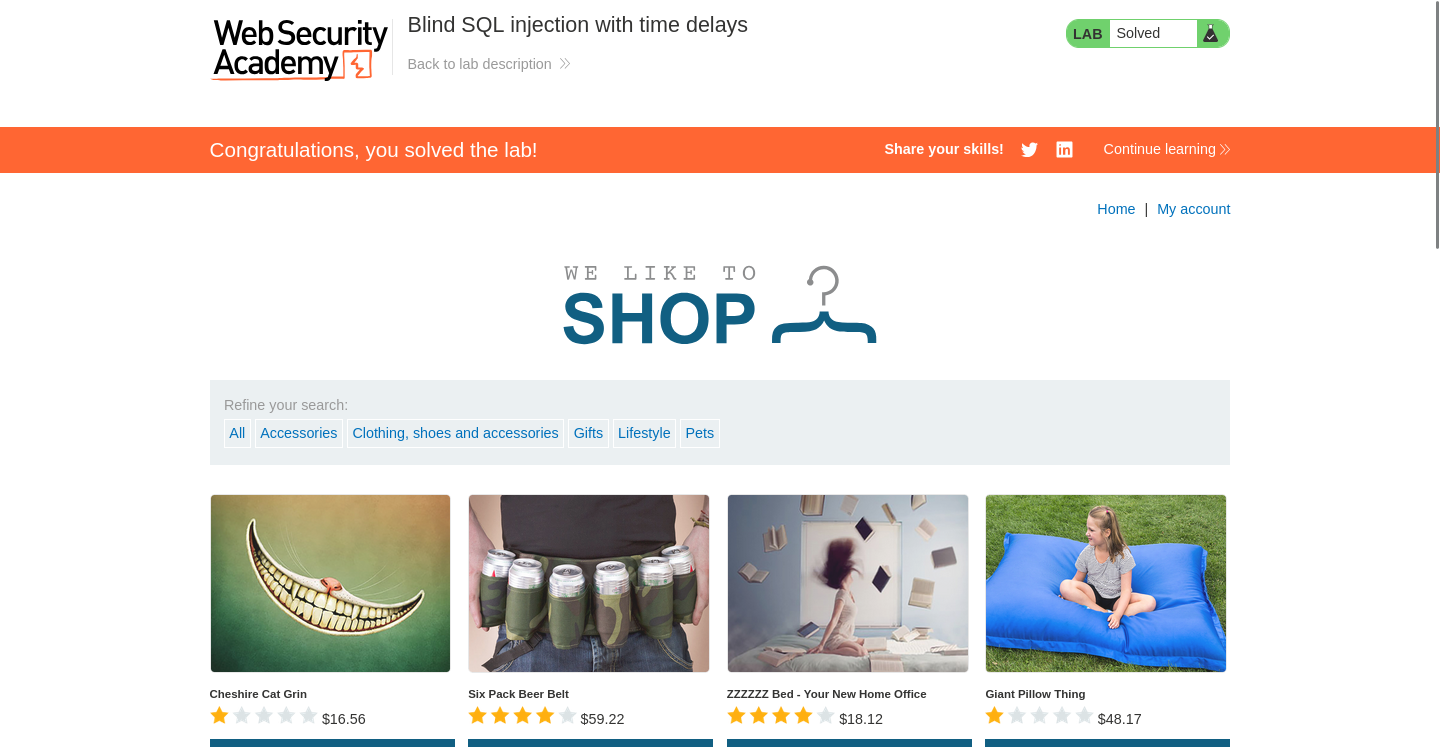 Web Security
Academy
Blind SQL injection with time delays
Back to lab description
LAB Solved
Congratulations, you solved the lab!
Share your skills!
Continue learning
Home | My account
WE LIKE TO
SHOP
Refine your search:
All Accessories Clothing, shoes and accessories Gifts Lifestyle Pets
Cheshire Cat Grin
$16.56
Six Pack Beer Belt
$59.22
ZZZZZZ Bed - Your New Home Office
$18.12
Giant Pillow Thing
$48.17